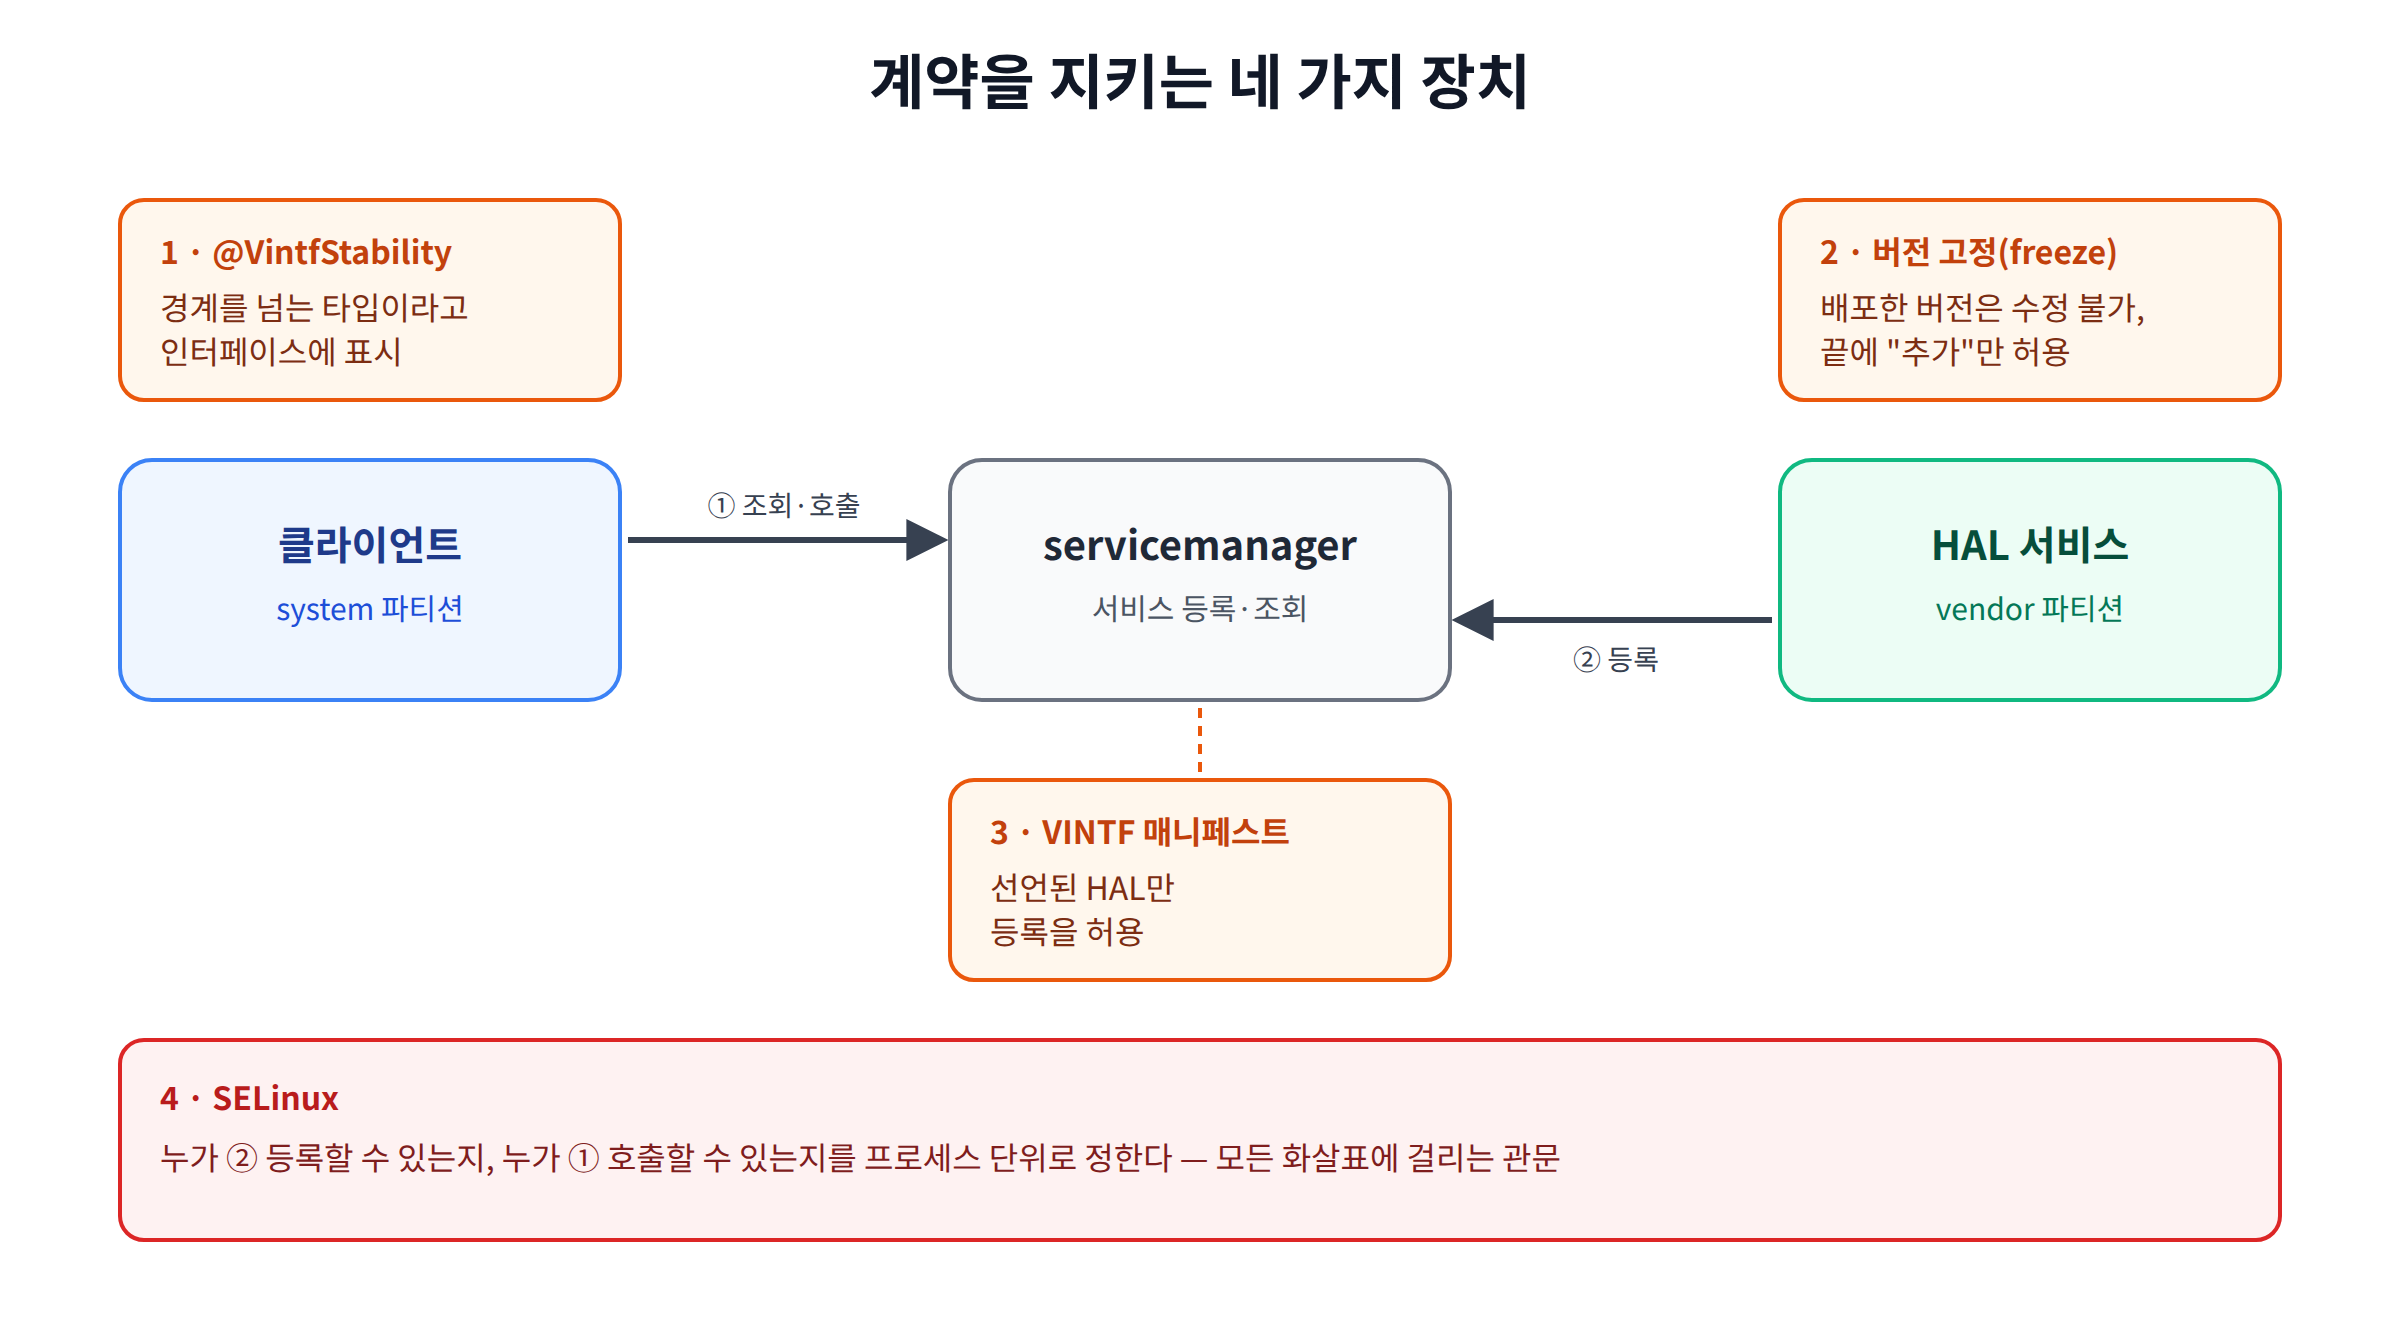 계약을 지키는 네 가지 장치
1 · @VintfStability
경계를 넘는 타입이라고
인터페이스에 표시
2 · 버전 고정(freeze)
배포한 버전은 수정 불가,
끝에 "추가"만 허용
클라이언트
system 파티션
① 조회·호출
servicemanager
서비스 등록·조회
② 등록
HAL 서비스
vendor 파티션
3 · VINTF 매니페스트
선언된 HAL만
등록을 허용
4 · SELinux
누가 ② 등록할 수 있는지, 누가 ① 호출할 수 있는지를 프로세스 단위로 정한다 — 모든 화살표에 걸리는 관문